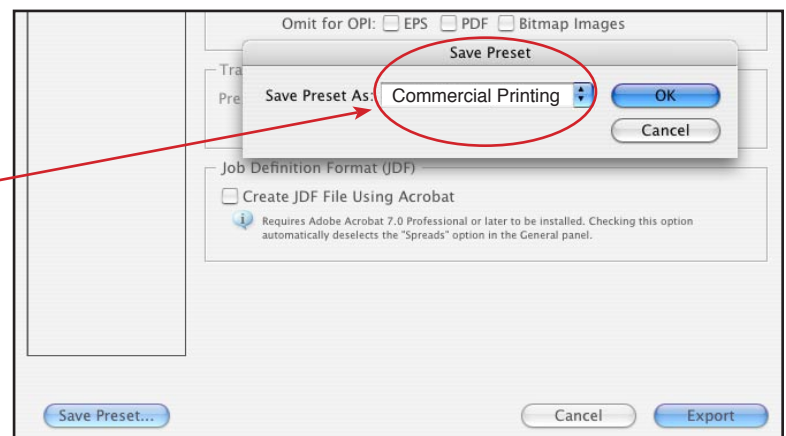 Omit for OPI: EPS PDF Bitmap Images
Save Preset
Tra
Pre
Save Preset As: Commercial Printing
OK
Cancel
Job Definition Format (JDF)
Create JDF File Using Acrobat
Requires Adobe Acrobat 7.0 Professional or later to be installed. Checking this option
automatically deselects the "Spreads" option in the General panel.
Save Preset...
Cancel
Export